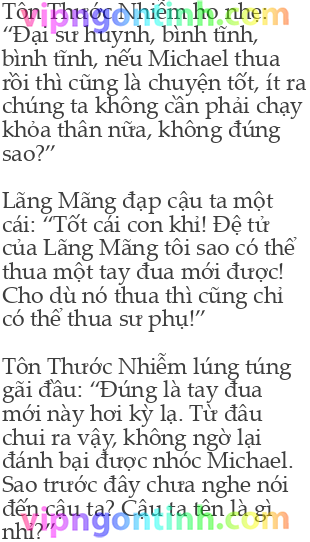 Tôn Thước Nhiễm ho nhẹ:
“Đại sư huynh, bình tĩnh,
bình tĩnh, nếu Michael thua
rồi thì cũng là chuyện tốt, ít ra
chúng ta không cần phải chạy
khỏa thân nữa, không đúng
sao?”
Lãng Mãng đạp cậu ta một
cái: “Tốt cái con khỉ! Đệ tử
của Lãng Mãng tôi sao có thể
thua một tay đua mới được!
Cho dù nó thua thì cũng chỉ
có thể thua sư phụ!”
Tôn Thước Nhiễm lúng túng
gãi đầu: “Đúng là tay đua
mới này hơi kỳ lạ. Từ đâu
chui ra vậy, không ngờ lại
đánh bại được nhóc Michael.
Sao trước đây chưa nghe nói
đến cậu ta? Cậu ta tên là gì
nhỉ?”
vipngontinh.com
vipngontinh.com